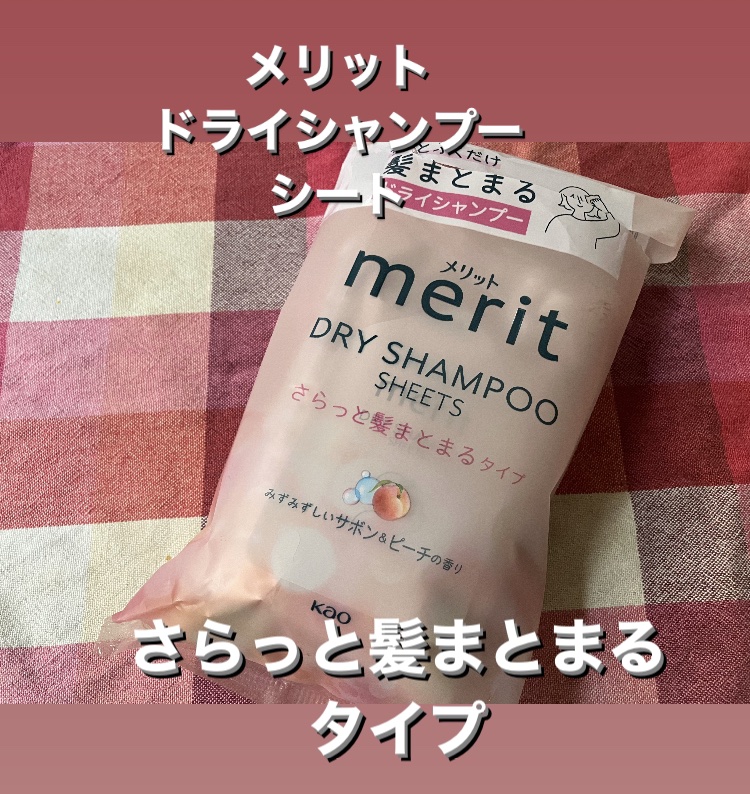 メリット
ドライシャンプー
シート
髪まとまる
ドライシャンプー
メリット
merit
DRY SHAMPOO
SHEETS
さらっと髪まとまるタイプ
みずみずしいサボン&ピーチの香り
Kao
さらっと髪まとまる
タイプ